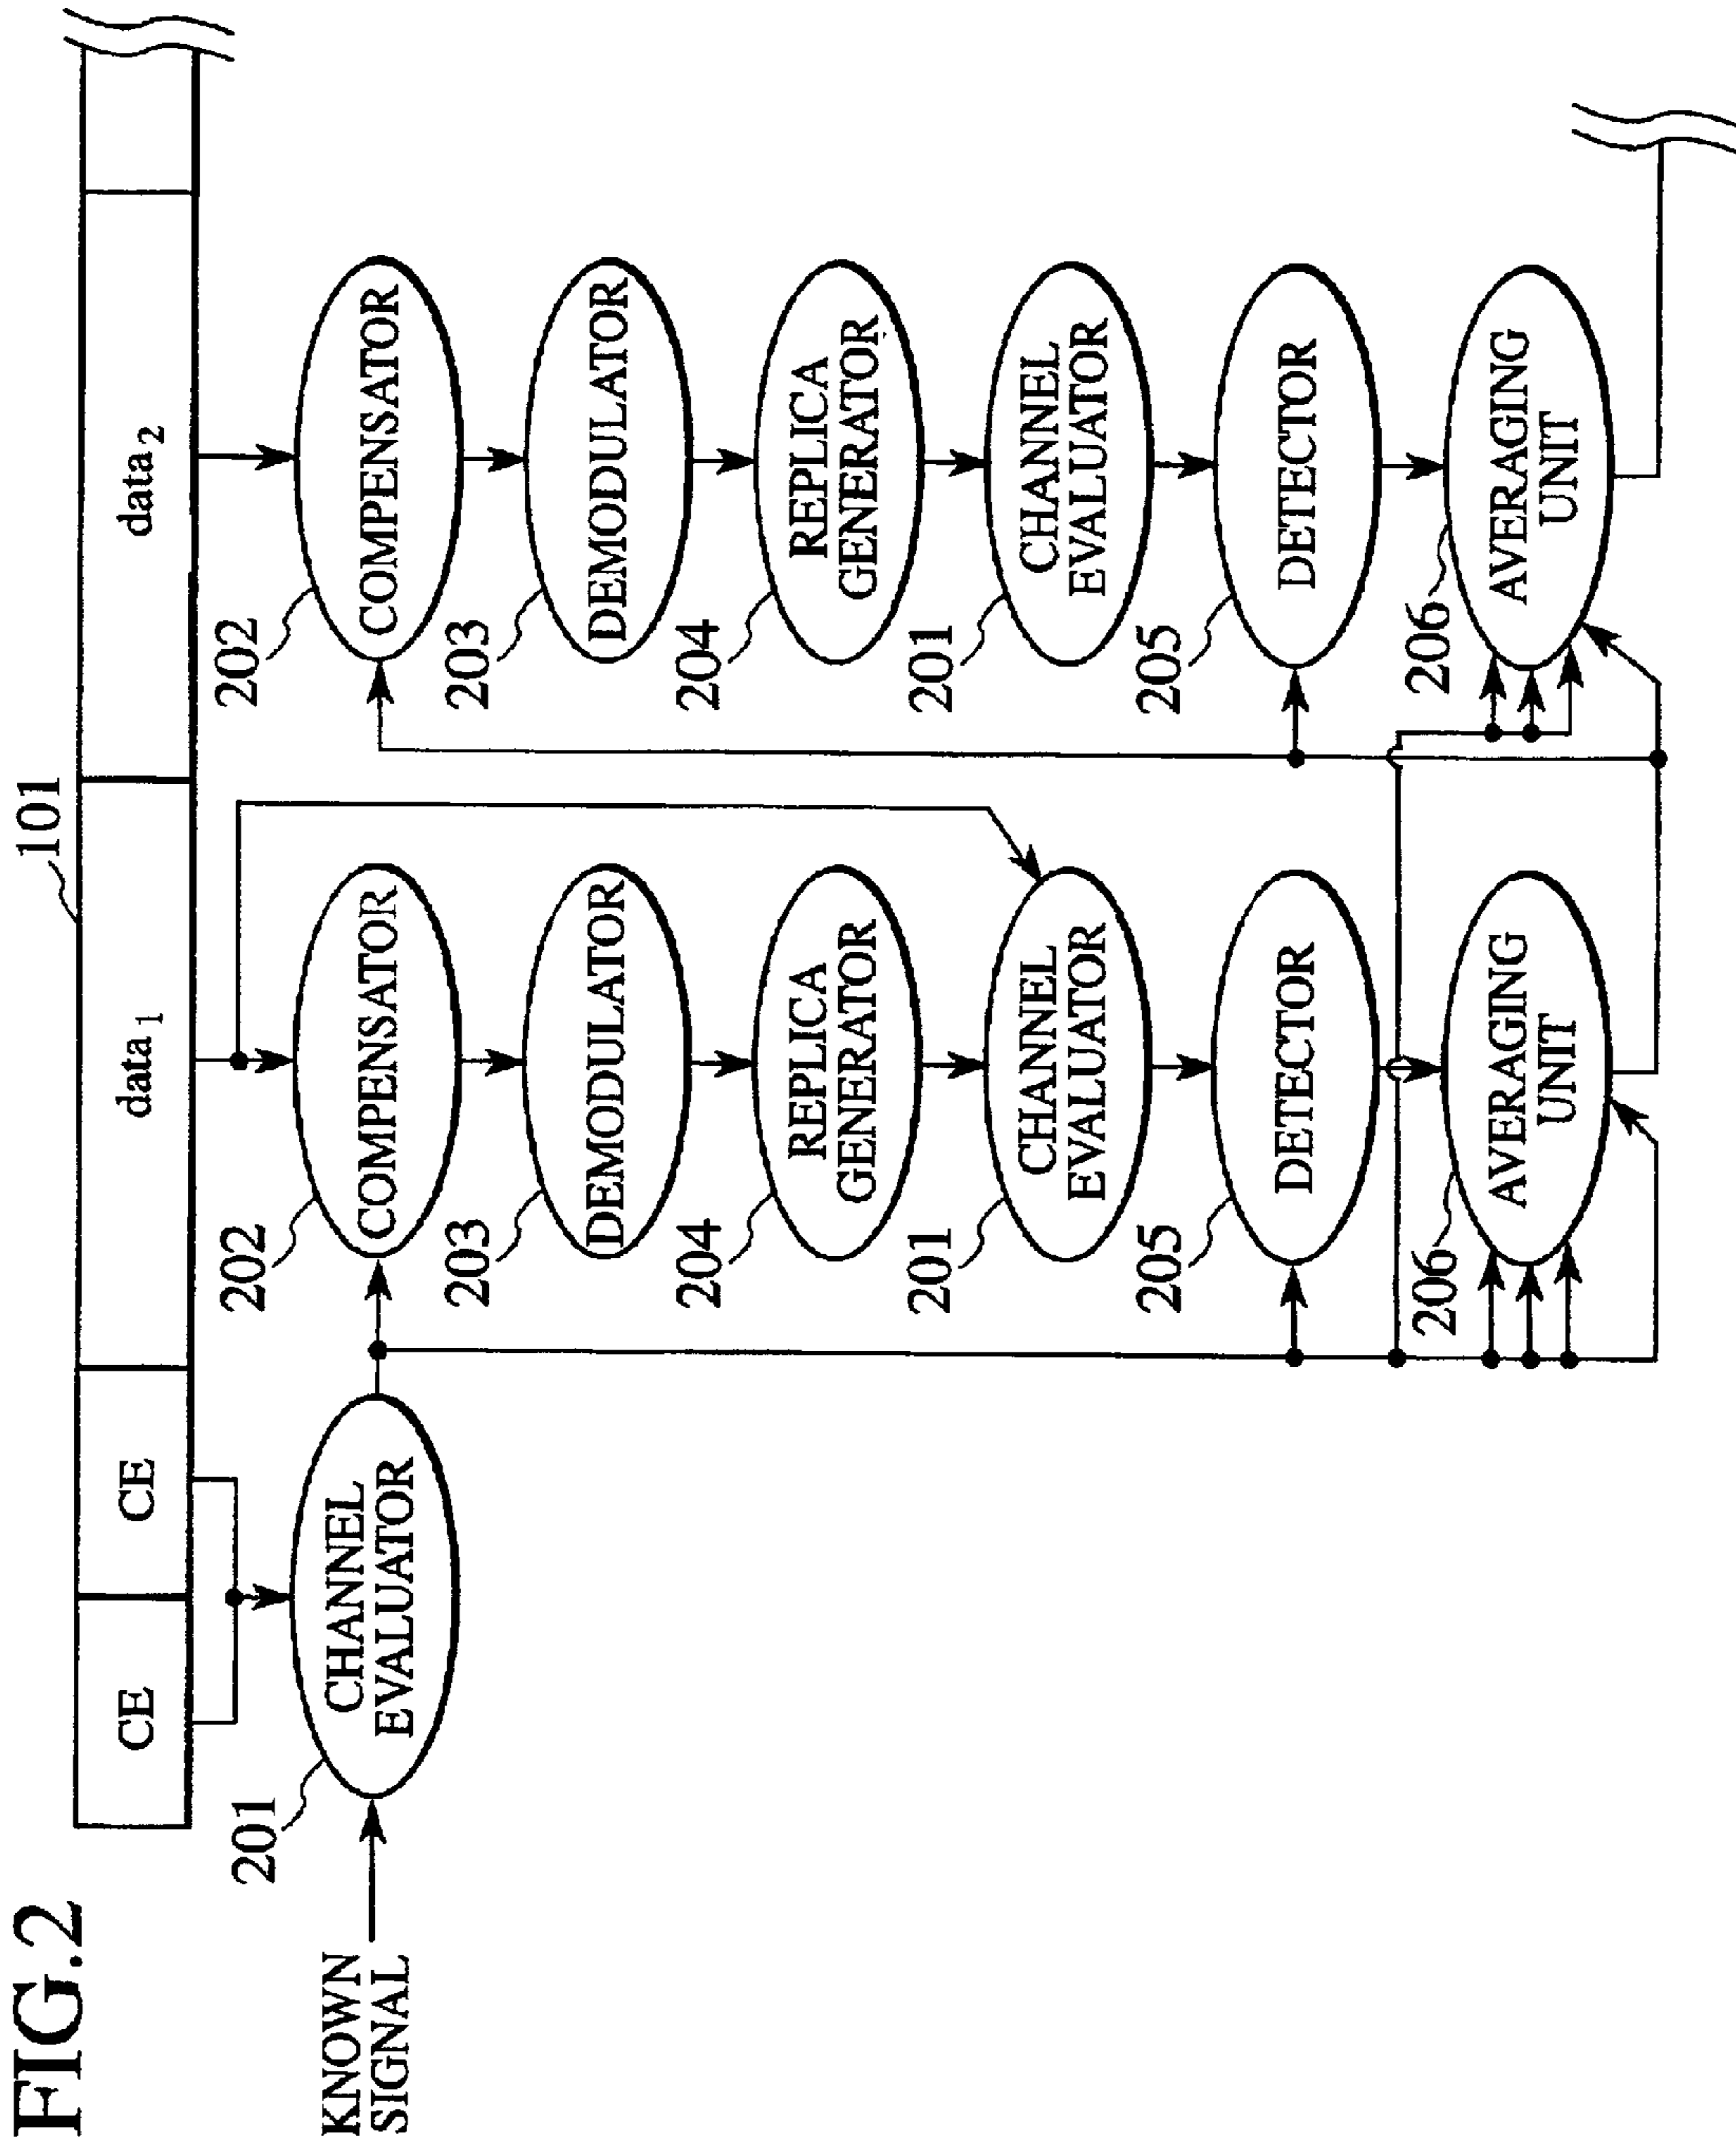 FIG.2
101
CE
CE
data1
data2
KNOWN
SIGNAL
201
CHANNEL
EVALUATOR
202
COMPENSATOR
203
DEMODULATOR
204
REPLICA
GENERATOR
201
CHANNEL
EVALUATOR
205
DETECTOR
206
AVERAGING
UNIT
202
COMPENSATOR
203
DEMODULATOR
204
REPLICA
GENERATOR
201
CHANNEL
EVALUATOR
205
DETECTOR
206
AVERAGING
UNIT